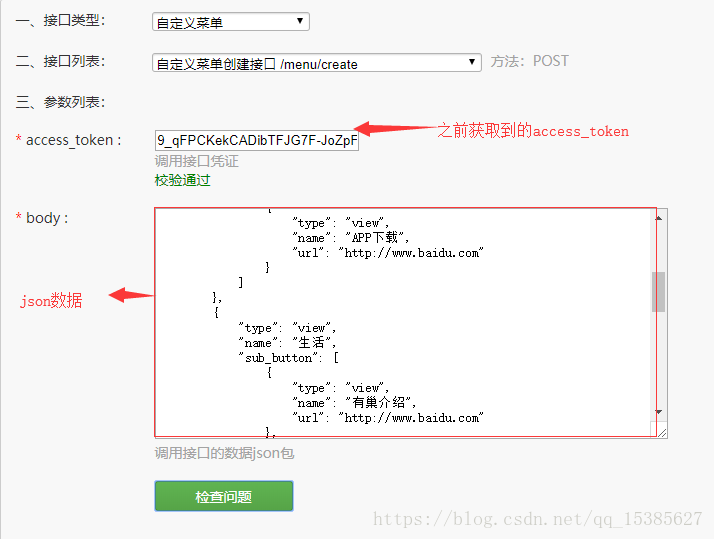 一、接口类型：
自定义菜单
二、接口列表：
自定义菜单创建接口 /menu/create
方法：POST
三、参数列表：
* access_token :
9_qFPCKekCADibTFJG7F-JoZpF
之前获取到的access_token
调用接口凭证
校验通过
* body :
{
"type": "view",
"name": "APP下载",
"url": "http://www.baidu.com"
}
]
},
{
"type": "view",
"name": "生活",
"sub_button": [
{
"type": "view",
"name": "有巢介绍",
"url": "http://www.baidu.com"
},
json数据
调用接口的数据json包
检查问题
https://blog.csdn.net/qq_15385627